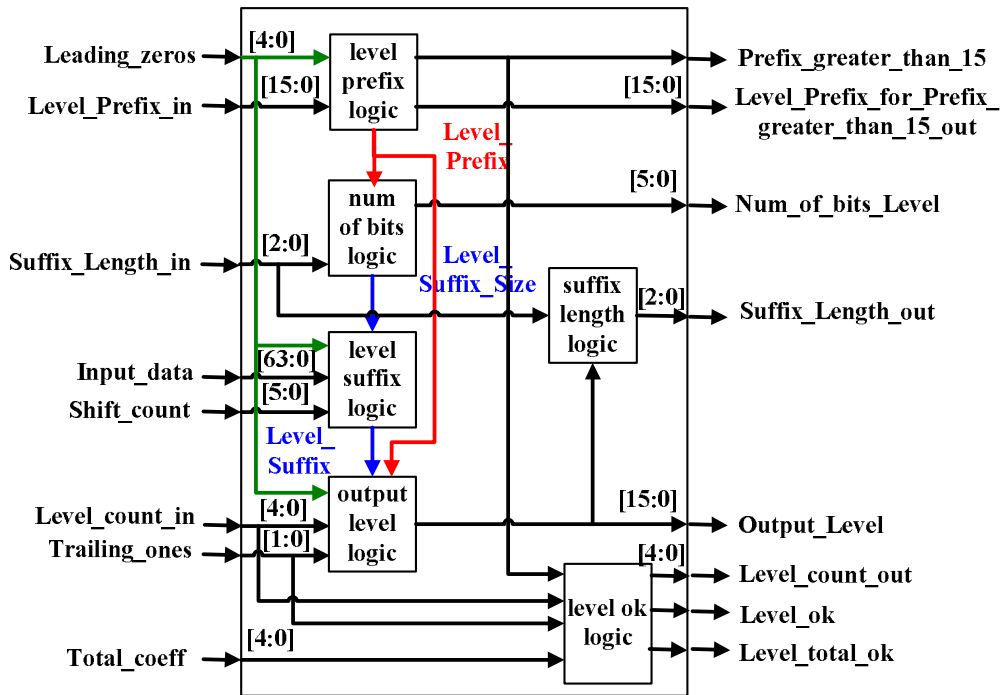 Leading_zeros
[4:0]
level
prefix
logic
Prefix_greater_than_15
Level_Prefix_in
[15:0]
[15:0]
Level_Prefix_for_Prefix_
greater_than_15_out
Level_
Prefix
num
of bits
logic
[5:0]
Num_of_bits_Level
Suffix_Length_in
[2:0]
Level_
Suffix_Size
suffix
length
logic
[2:0]
Suffix_Length_out
Input_data
[63:0]
level
suffix
logic
Shift_count
[5:0]
Level_
Suffix
output
level
logic
Level_count_in
[4:0]
[15:0]
Output_Level
Trailing_ones
[1:0]
level ok
logic
[4:0]
Level_count_out
Level_ok
Level_total_ok
Total_coeff
[4:0]